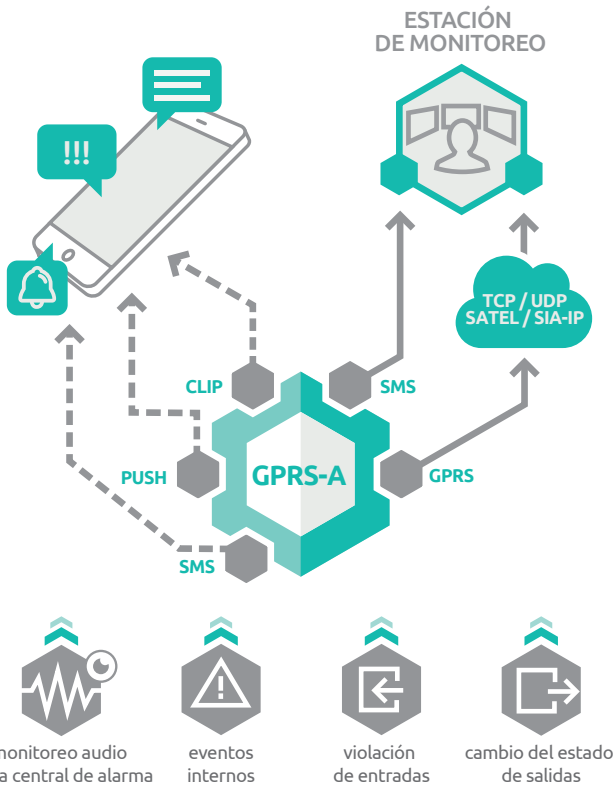 ESTACIÓN
DE MONITOREO
!!!
TCP / UDP
SATEL / SIA-IP
CLIP
SMS
GPRS-A
PUSH
GPRS
SMS
monitoreo audio
a central de alarma
eventos
internos
violación
de entradas
cambio del estado
de salidas